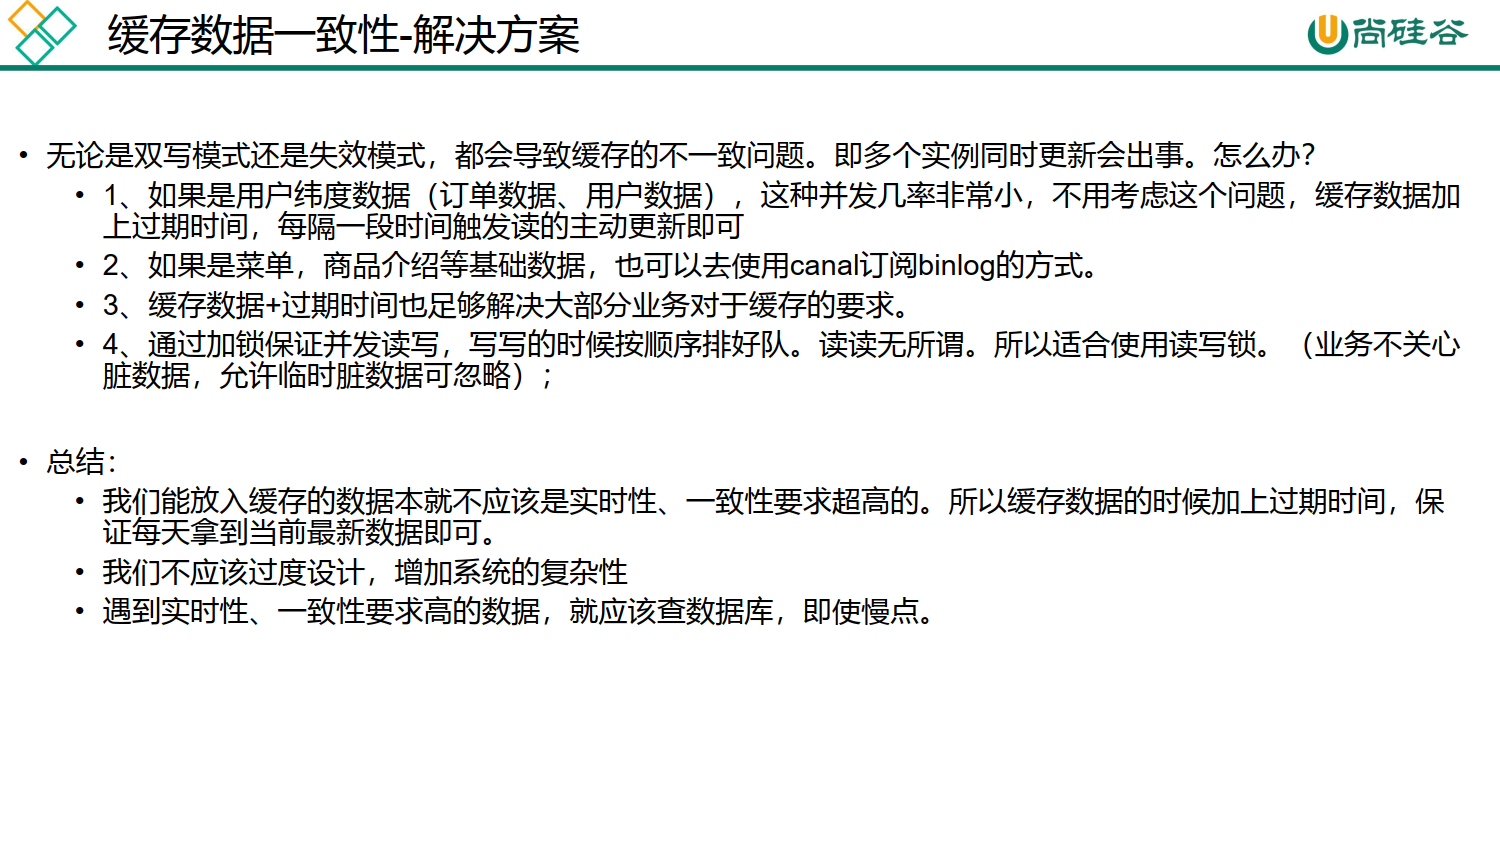 缓存数据一致性-解决方案
尚硅谷
• 无论是双写模式还是失效模式，都会导致缓存的不一致问题。即多个实例同时更新会出事。怎么办？
• 1、如果是用户纬度数据（订单数据、用户数据），这种并发几率非常小，不用考虑这个问题，缓存数据加
上过期时间，每隔一段时间触发读的主动更新即可
• 2、如果是菜单，商品介绍等基础数据，也可以去使用canal订阅binlog的方式。
• 3、缓存数据+过期时间也足够解决大部分业务对于缓存的要求。
• 4、通过加锁保证并发读写，写写的时候按顺序排好队。读读无所谓。所以适合使用读写锁。（业务不关心
脏数据，允许临时脏数据可忽略）；
• 总结：
• 我们能放入缓存的数据本就不应该是实时性、一致性要求超高的。所以缓存数据的时候加上过期时间，保
证每天拿到当前最新数据即可。
• 我们不应该过度设计，增加系统的复杂性
• 遇到实时性、一致性要求高的数据，就应该查数据库，即使慢点。